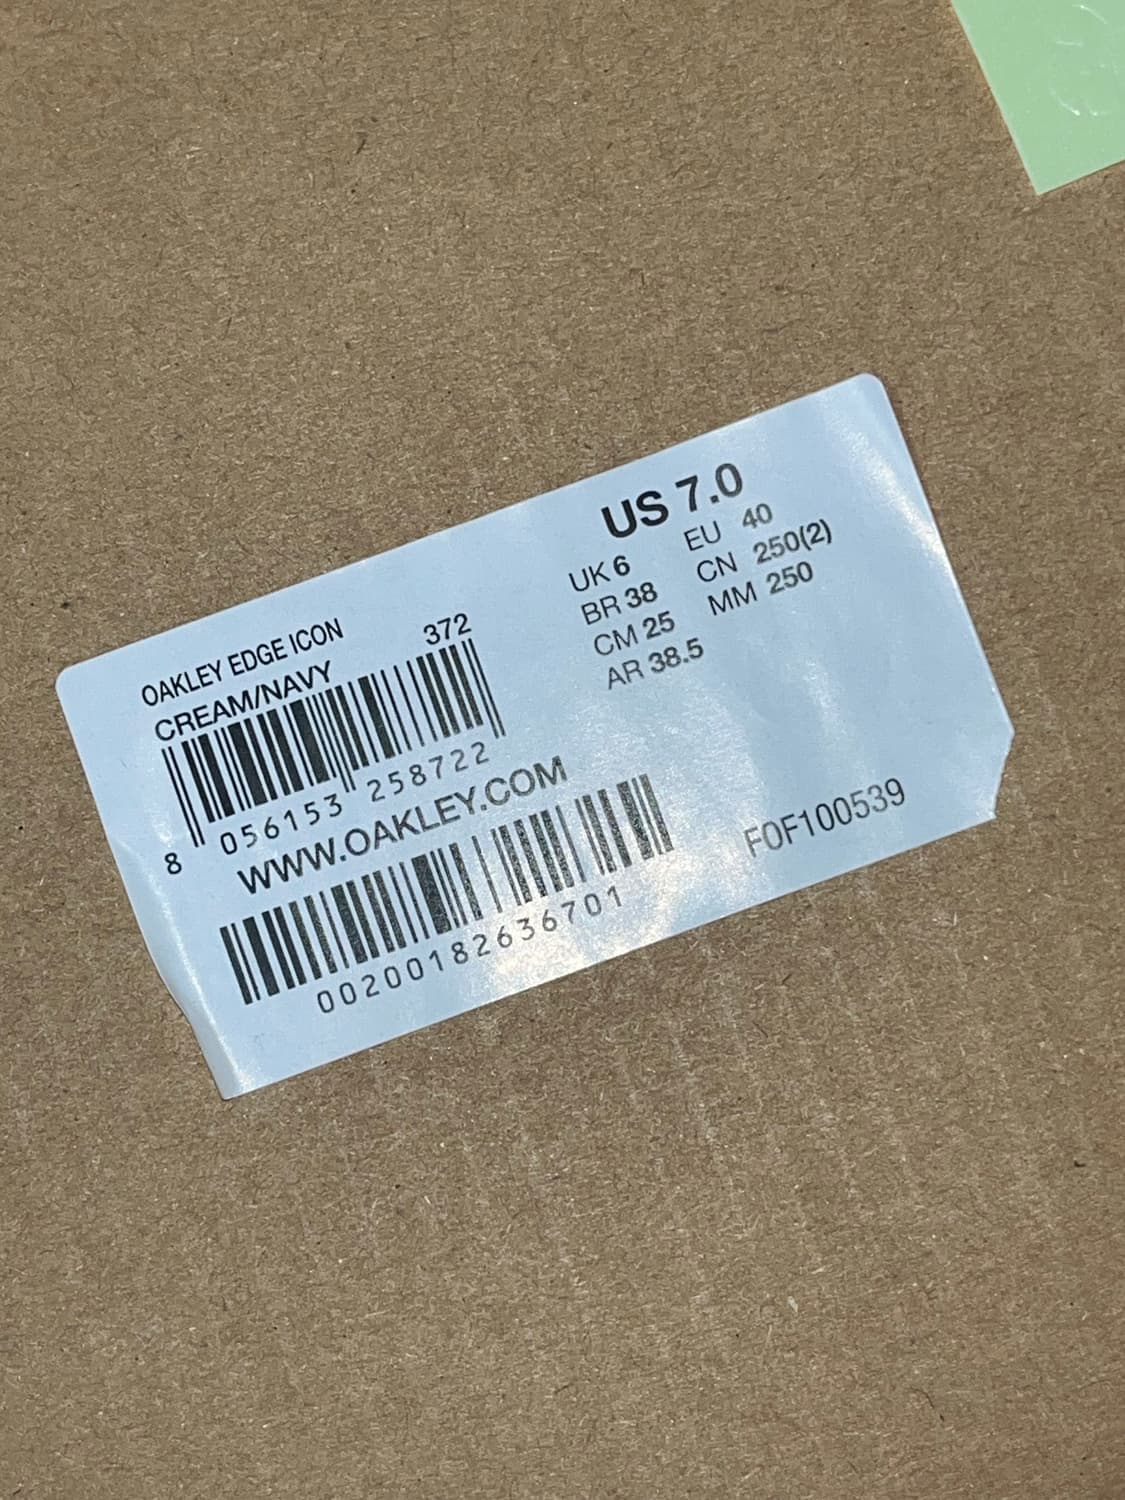 US 7.0
UK 6 EU 40
BR 38 CN 250(2)
CM 25 MM 250
AR 38.5
OAKLEY EDGE ICON
CREAM/NAVY 372
8 056153 258722
WWW.OAKLEY.COM
00200182636701
FOF100539